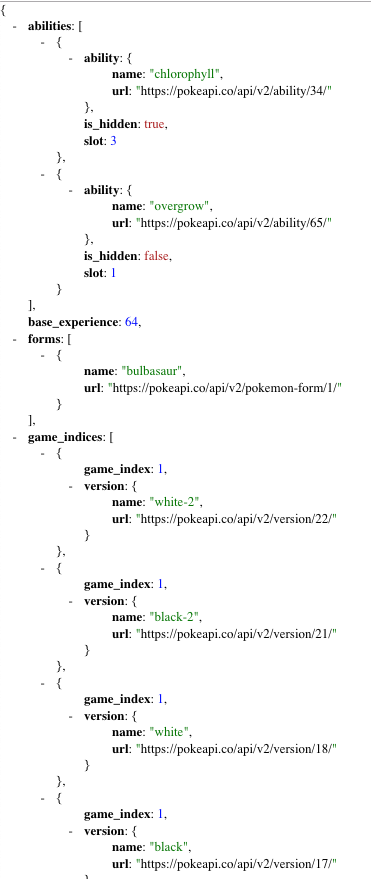 {
- abilities: [
- {
- ability: {
name: "chlorophyll",
url: "https://pokeapi.co/api/v2/ability/34/"
},
is_hidden: true,
slot: 3
},
- {
- ability: {
name: "overgrow",
url: "https://pokeapi.co/api/v2/ability/65/"
},
is_hidden: false,
slot: 1
}
],
base_experience: 64,
- forms: [
- {
name: "bulbasaur",
url: "https://pokeapi.co/api/v2/pokemon-form/1/"
}
],
- game_indices: [
- {
game_index: 1,
- version: {
name: "white-2",
url: "https://pokeapi.co/api/v2/version/22/"
}
},
- {
game_index: 1,
- version: {
name: "black-2",
url: "https://pokeapi.co/api/v2/version/21/"
}
},
- {
game_index: 1,
- version: {
name: "white",
url: "https://pokeapi.co/api/v2/version/18/"
}
},
- {
game_index: 1,
- version: {
name: "black",
url: "https://pokeapi.co/api/v2/version/17/"
}